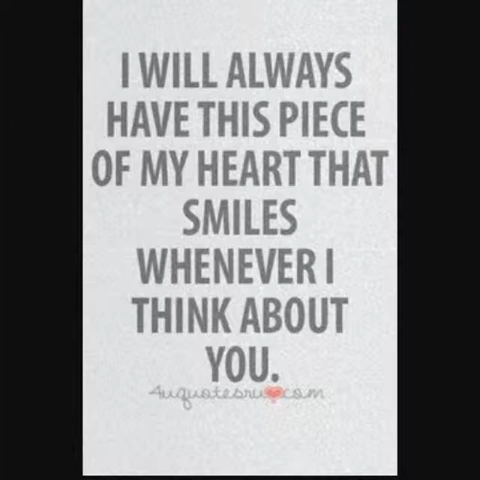 I WILL ALWAYS
HAVE THIS PIECE
OF MY HEART THAT
SMILES
WHENEVER I
THINK ABOUT
YOU.